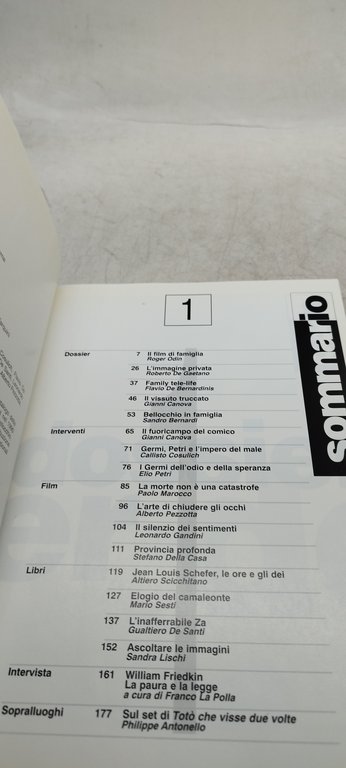 1
sommario
Dossier 7 Il film di famiglia
Roger Odin
26 L'immagine privata
Roberto De Gaetano
37 Family tele-life
Flavio De Bernardinis
46 Il vissuto truccato
Gianni Canova
53 Bellocchio in famiglia
Sandro Bernardi
Interventi 65 Il fuoricampo del comico
Gianni Canova
71 Germi, Petri e l'impero del male
Callisto Cosulich
76 I Germi dell'odio e della speranza
Elio Petri
Film 85 La morte non è una catastrofe
Paolo Marocco
96 L'arte di chiudere gli occhi
Alberto Pezzotta
104 Il silenzio dei sentimenti
Leonardo Gandini
111 Provincia profonda
Stefano Della Casa
Libri 119 Jean Louis Schefer, le ore e gli dei
Altiero Scicchitano
127 Elogio del camaleonte
Mario Sesti
137 L'inafferrabile Za
Gualtiero De Santi
152 Ascoltare le immagini
Sandra Lischi
Intervista 161 William Friedkin
La paura e la legge
a cura di Franco La Polla
Sopralluoghi 177 Sul set di Totò che visse due volte
Philippe Antonello